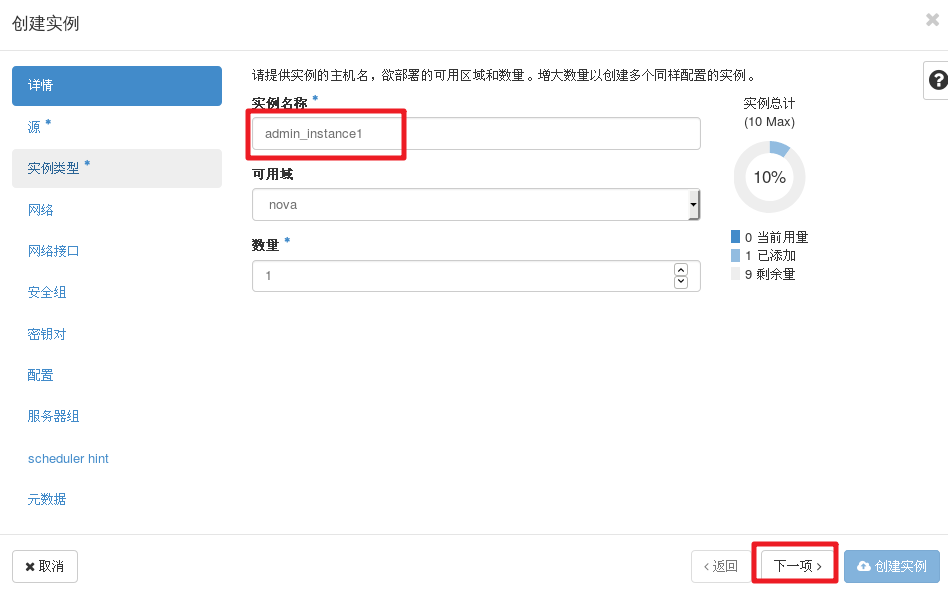 创建实例
详情
源 *
实例类型 *
网络
网络接口
安全组
密钥对
配置
服务器组
scheduler hint
元数据
请提供实例的主机名，欲部署的可用区域和数量。增大数量以创建多个同样配置的实例。
实例名称 *
admin_instance1
可用域
nova
数量 *
1
实例总计
(10 Max)
10%
0 当前用量
1 已添加
9 剩余量
取消
返回
下一项
创建实例